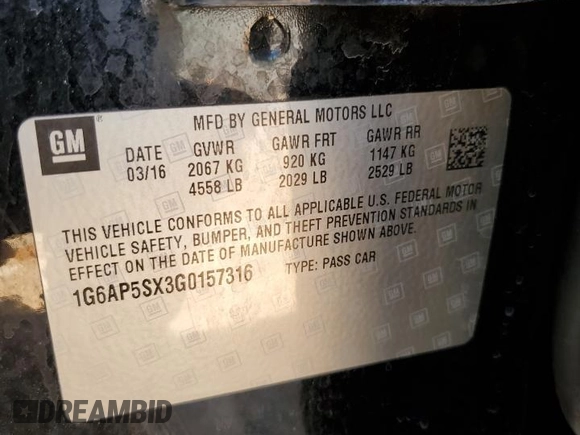 MFD BY GENERAL MOTORS LLC
GM
DATE GVWR GAWR FRT GAWR RR
03/16 2067 KG 920 KG 1147 KG
4558 LB 2029 LB 2529 LB
THIS VEHICLE CONFORMS TO ALL APPLICABLE U.S. FEDERAL MOTOR
VEHICLE SAFETY, BUMPER, AND THEFT PREVENTION STANDARDS IN
EFFECT ON THE DATE OF MANUFACTURE SHOWN ABOVE.
1G6AP5SX3G0157316 TYPE: PASS CAR
DREAMBID